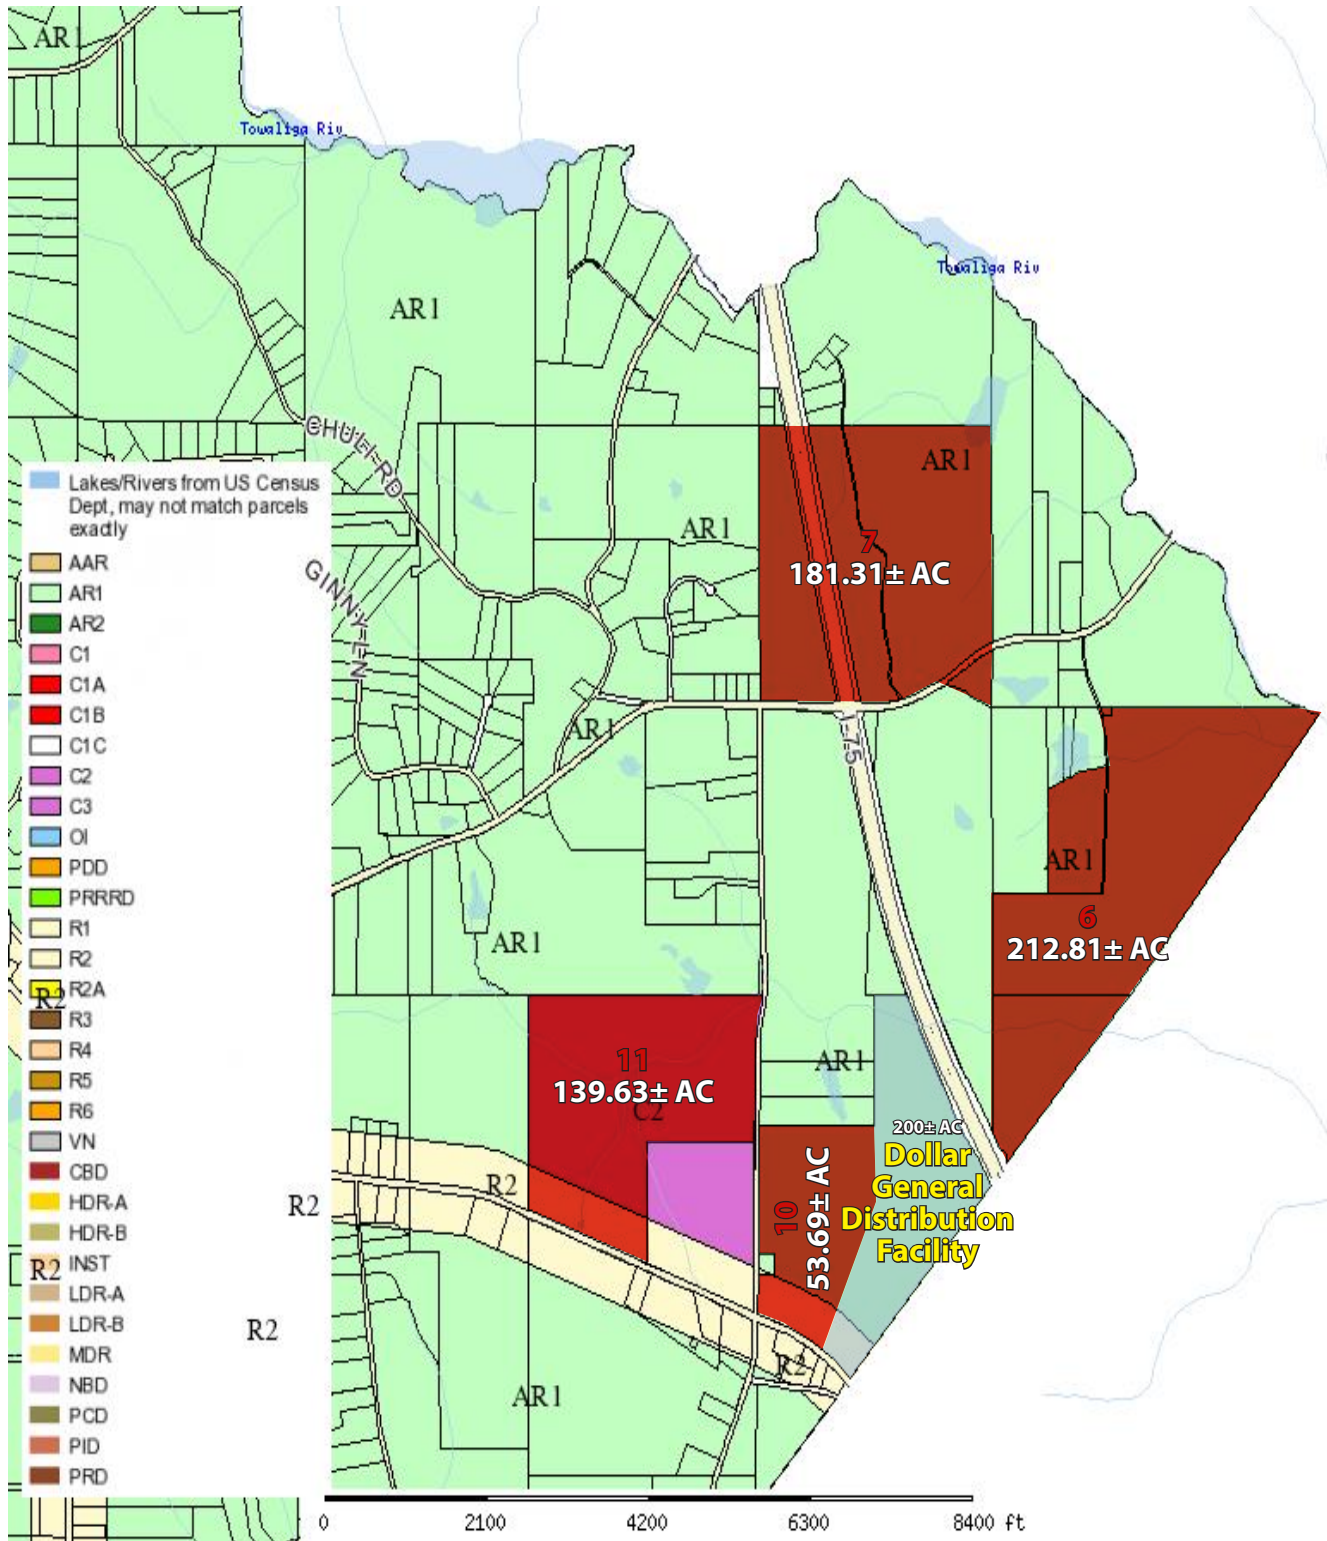 AR1
Towaliga Riv
Towaliga Riv
AR1
CHULI RD
AR1
Lakes/Rivers from US Census
Dept, may not match parcels
exactly
AR1
7
181.31± AC
GINNY LN
AAR
AR1
AR2
C1
C1A
C1B
C1C
C2
C3
OI
PDD
PRRRD
R1
R2
R2A
R3
R4
R5
R6
VN
CBD
HDR-A
HDR-B
INST
LDR-A
LDR-B
MDR
NBD
PCD
PID
PRD
AR1
I-75
AR1
6
212.81± AC
AR1
R2
11
139.63± AC
C2
AR1
200± AC
Dollar
General
Distribution
Facility
10
53.69± AC
R2
R2
R2
R2
R2
AR1
0 2100 4200 6300 8400 ft